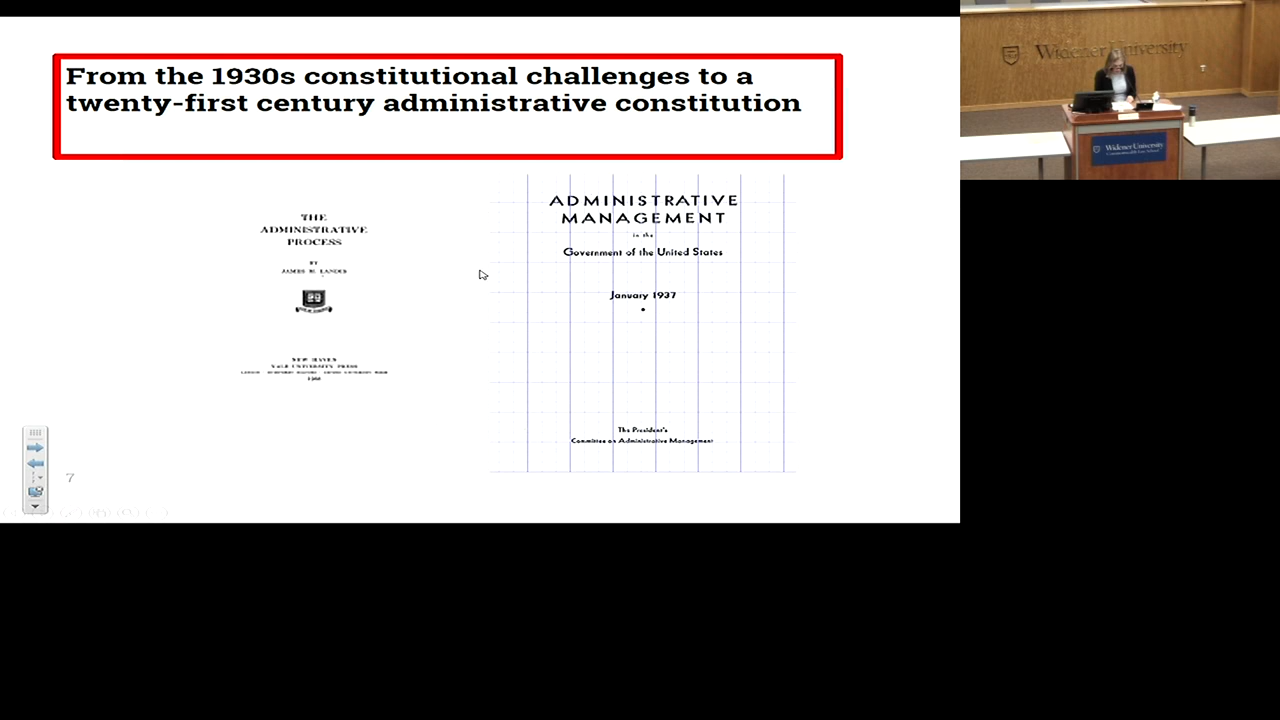 From the 1930s constitutional challenges to a
twenty-first century administrative constitution
THE
ADMINISTRATIVE
PROCESS
BY
JAMES M. LANDIS
NEW HAVEN
YALE UNIVERSITY PRESS
ADMINISTRATIVE
MANAGEMENT
in the
Government of the United States
January 1937
The President's
Committee on Administrative Management
7
Widener University
Widener University